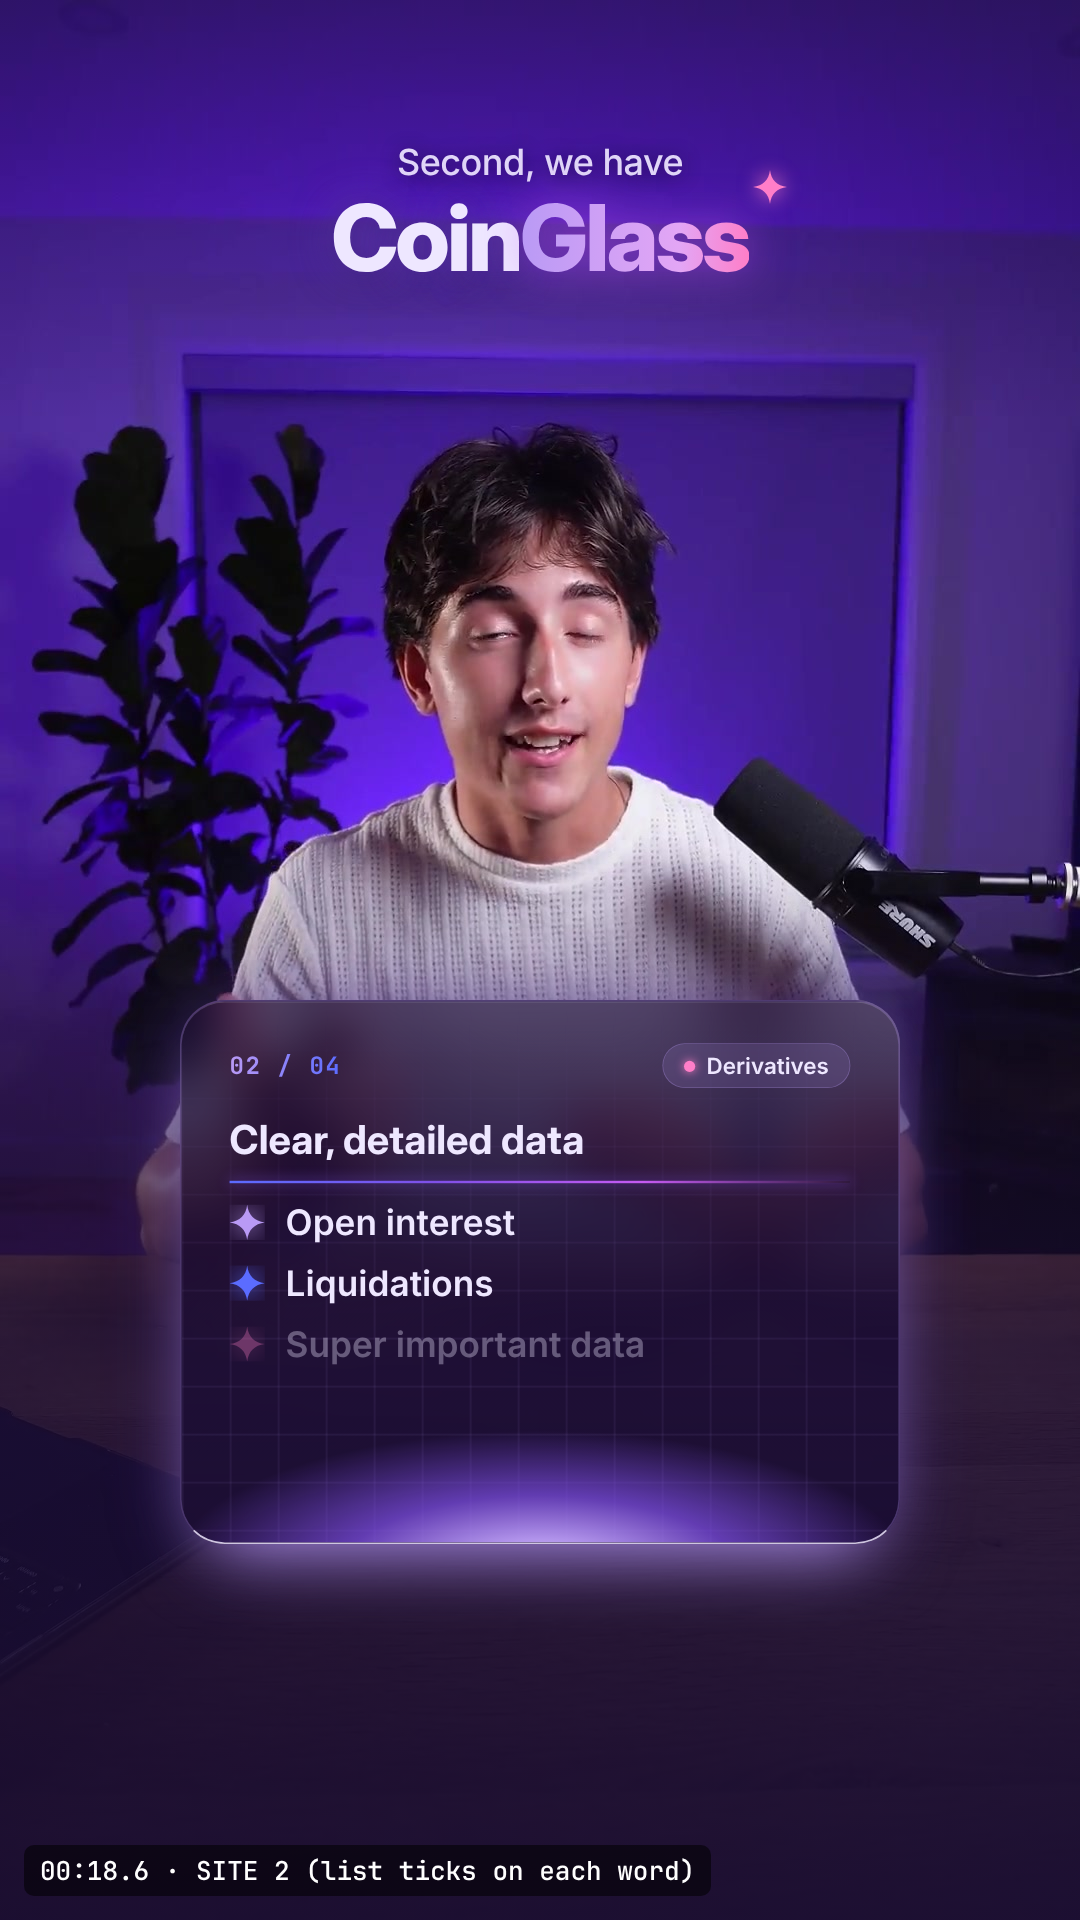 Second, we have
CoinGlass
SHURE
02 / 04
Derivatives
Clear, detailed data
Open interest
Liquidations
Super important data
00:18.6 · SITE 2 (list ticks on each word)